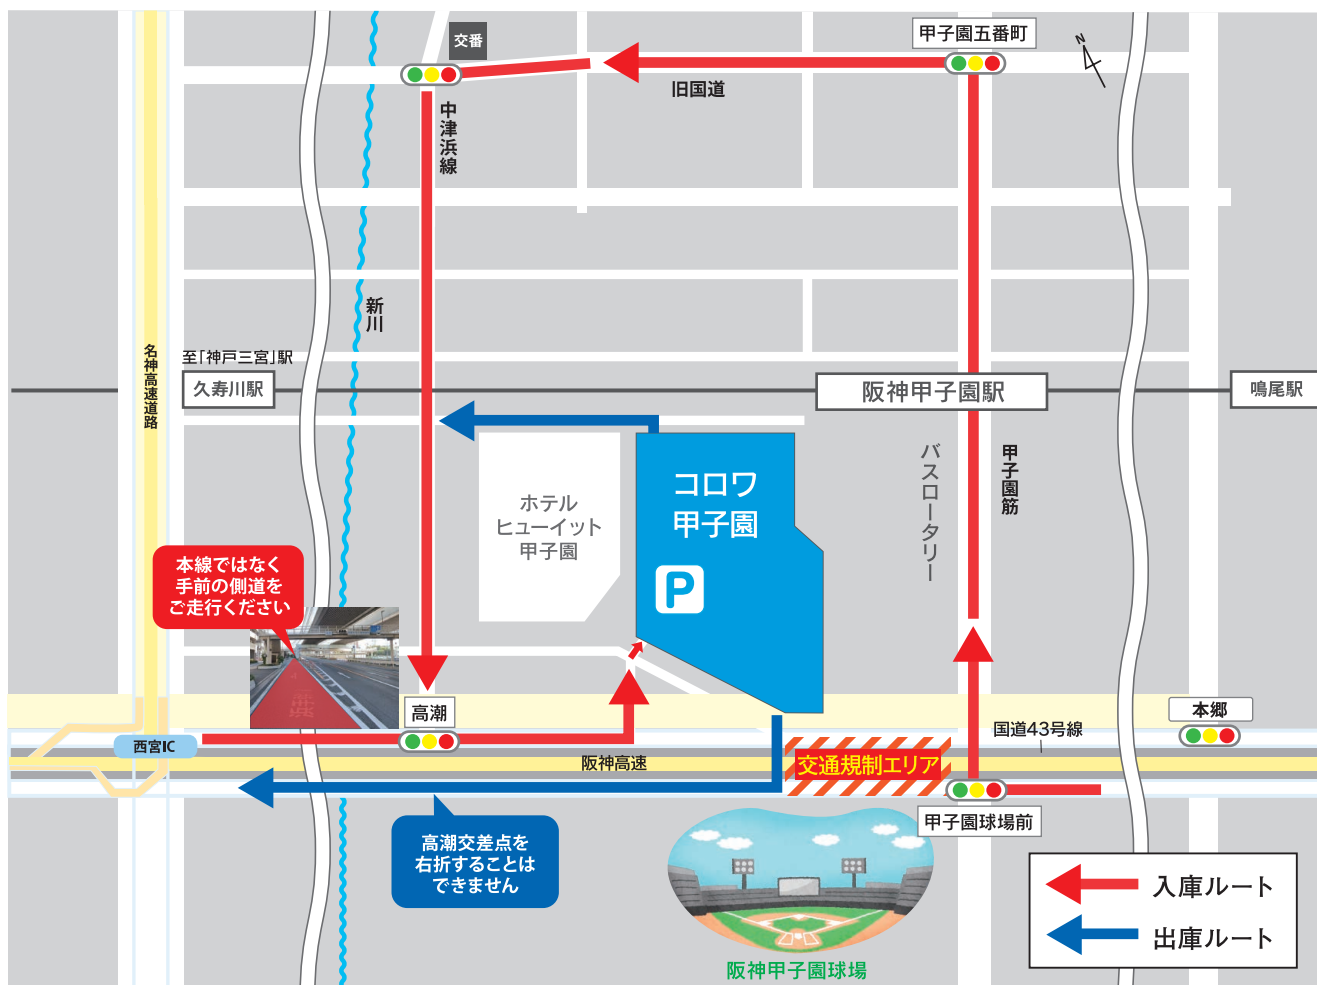 交番
甲子園五番町
N
旧国道
中津浜線
新川
名神高速道路
至「神戸三宮」駅
久寿川駅
阪神甲子園駅
鳴尾駅
バスロータリー
甲子園筋
ホテル
ヒューイット
甲子園
コロワ
甲子園
P
本線ではなく
手前の側道を
ご走行ください
高潮
本郷
西宮IC
国道43号線
阪神高速
交通規制エリア
甲子園球場前
高潮交差点を
右折することは
できません
阪神甲子園球場
入庫ルート
出庫ルート